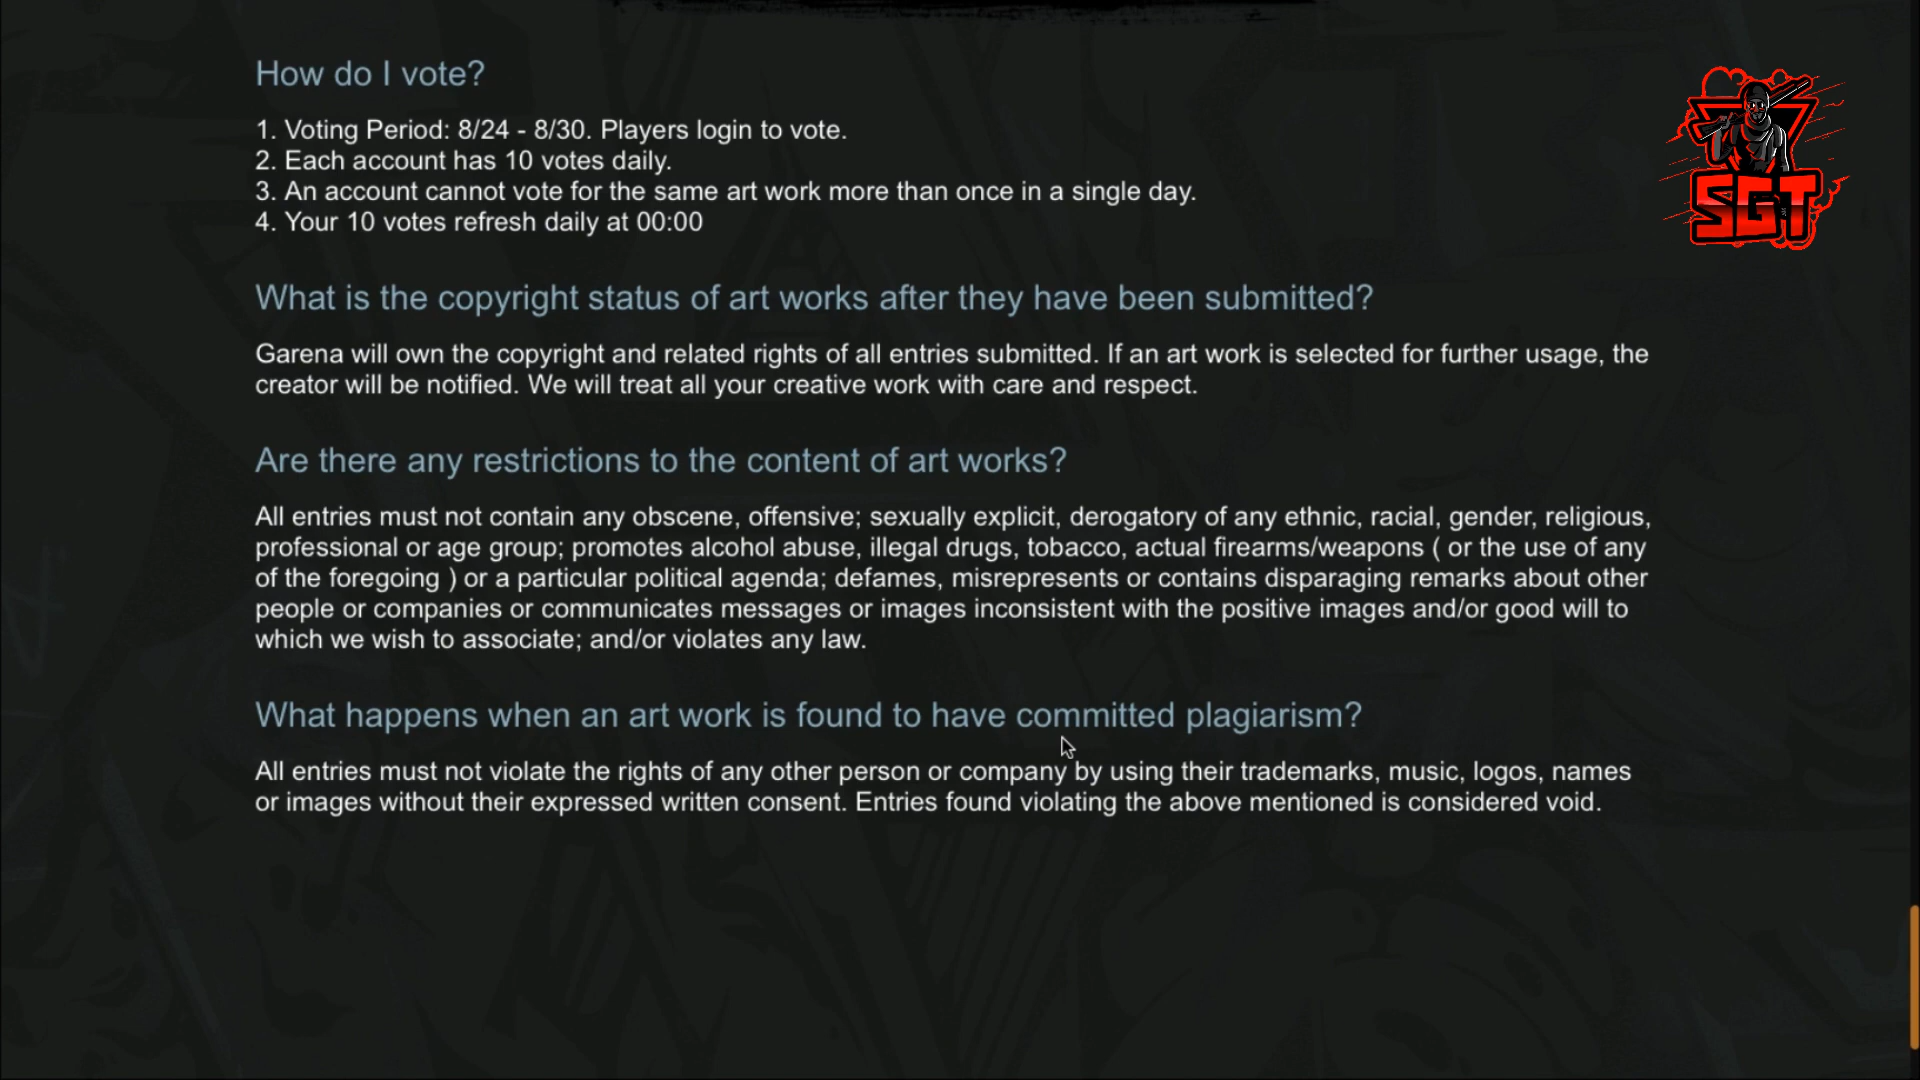 How do I vote?
1. Voting Period: 8/24 - 8/30. Players login to vote.
2. Each account has 10 votes daily.
3. An account cannot vote for the same art work more than once in a single day.
4. Your 10 votes refresh daily at 00:00
What is the copyright status of art works after they have been submitted?
Garena will own the copyright and related rights of all entries submitted. If an art work is selected for further usage, the
creator will be notified. We will treat all your creative work with care and respect.
Are there any restrictions to the content of art works?
All entries must not contain any obscene, offensive; sexually explicit, derogatory of any ethnic, racial, gender, religious,
professional or age group; promotes alcohol abuse, illegal drugs, tobacco, actual firearms/weapons ( or the use of any
of the foregoing ) or a particular political agenda; defames, misrepresents or contains disparaging remarks about other
people or companies or communicates messages or images inconsistent with the positive images and/or good will to
which we wish to associate; and/or violates any law.
What happens when an art work is found to have committed plagiarism?
All entries must not violate the rights of any other person or company by using their trademarks, music, logos, names
or images without their expressed written consent. Entries found violating the above mentioned is considered void.
SGT